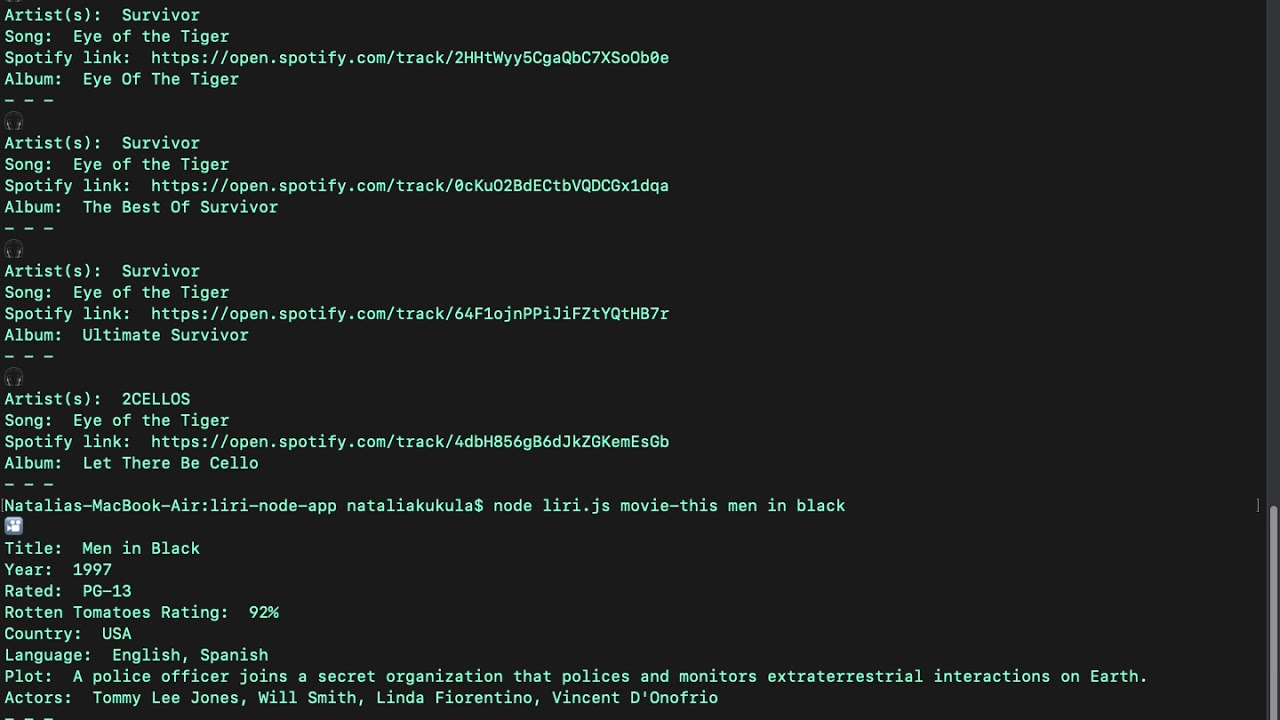 Artist(s):  Survivor
Song:  Eye of the Tiger
Spotify link:  https://open.spotify.com/track/2HHtWyy5CgaQbC7XSoOb0e
Album:  Eye Of The Tiger
- - -
Artist(s):  Survivor
Song:  Eye of the Tiger
Spotify link:  https://open.spotify.com/track/0cKuO2BdECtbVQDCGx1dqa
Album:  The Best Of Survivor
- - -
Artist(s):  Survivor
Song:  Eye of the Tiger
Spotify link:  https://open.spotify.com/track/64F1ojnPPiJiFZtYQtHB7r
Album:  Ultimate Survivor
- - -
Artist(s):  2CELLOS
Song:  Eye of the Tiger
Spotify link:  https://open.spotify.com/track/4dbH856gB6dJkZGKemEsGb
Album:  Let There Be Cello
- - -
[Natalias-MacBook-Air:liri-node-app nataliakukula$ node liri.js movie-this men in black ]
Title:  Men in Black
Year:  1997
Rated:  PG-13
Rotten Tomatoes Rating:  92%
Country:  USA
Language:  English, Spanish
Plot:  A police officer joins a secret organization that polices and monitors extraterrestrial interactions on Earth.
Actors:  Tommy Lee Jones, Will Smith, Linda Fiorentino, Vincent D'Onofrio
- - -